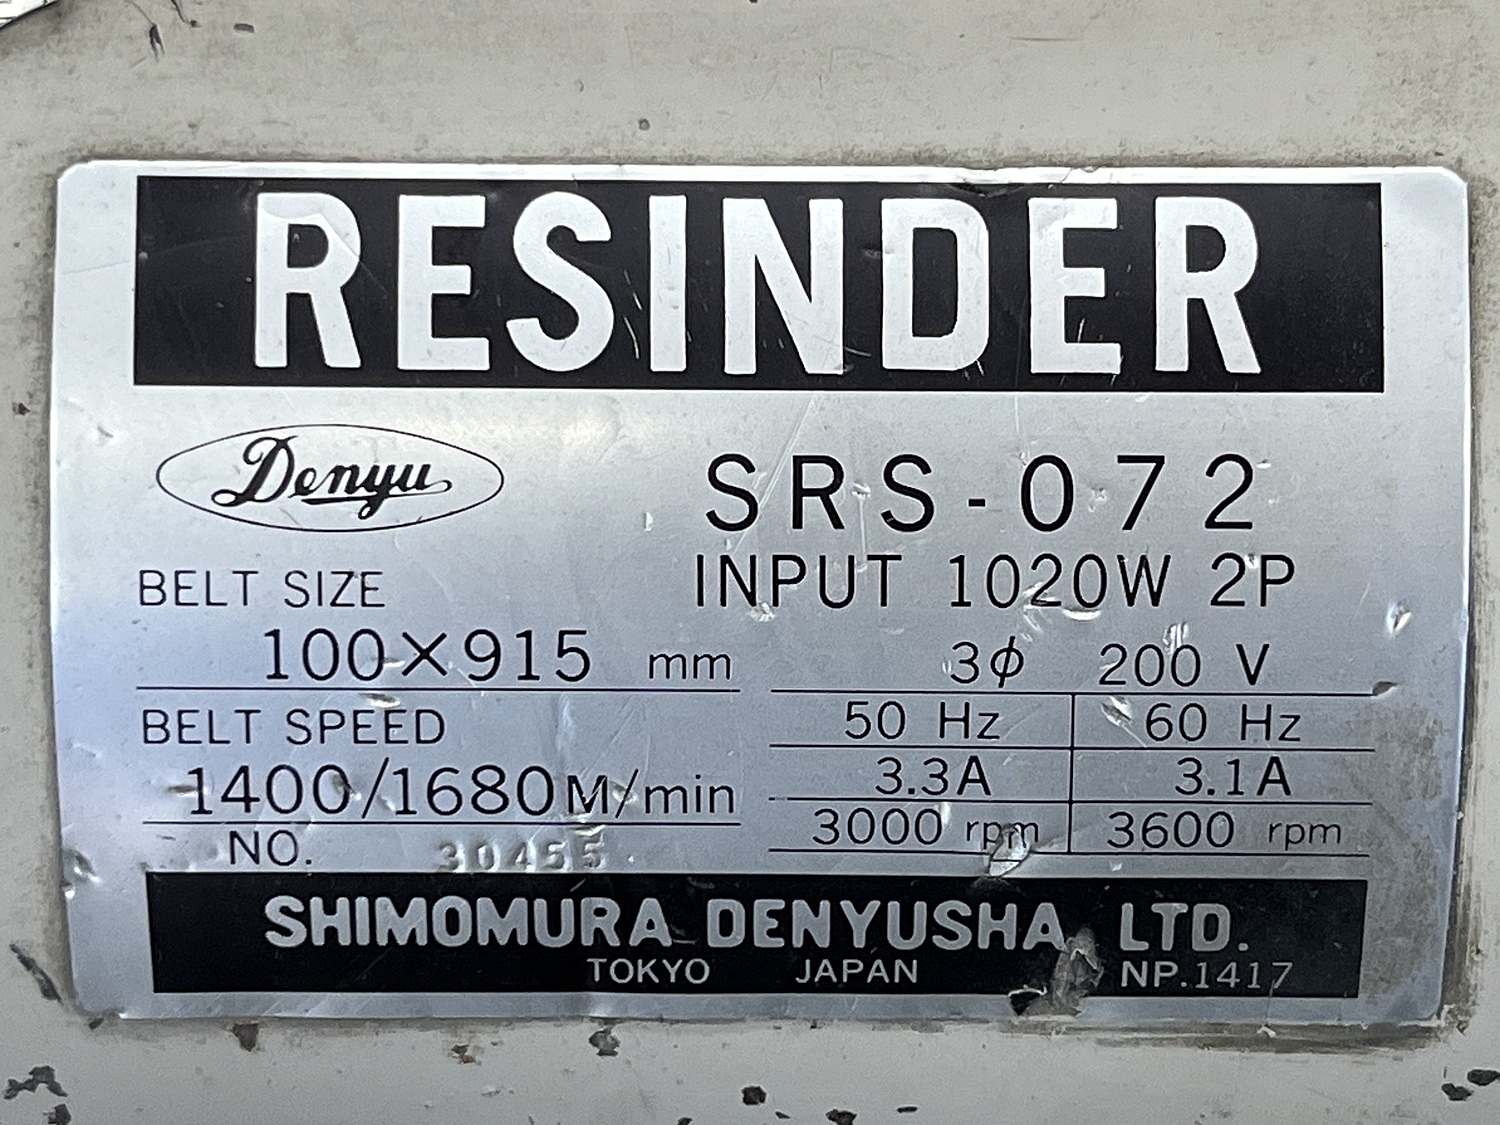 RESINDER
Denyu
SRS-072
INPUT 1020W 2P
BELT SIZE
100×915 mm
3φ 200 V
BELT SPEED
1400/1680M/min
50 Hz 60 Hz
3.3A 3.1A
3000 rpm 3600 rpm
NO. 30455
SHIMOMURA DENYUSHA LTD.
TOKYO JAPAN NP.1417